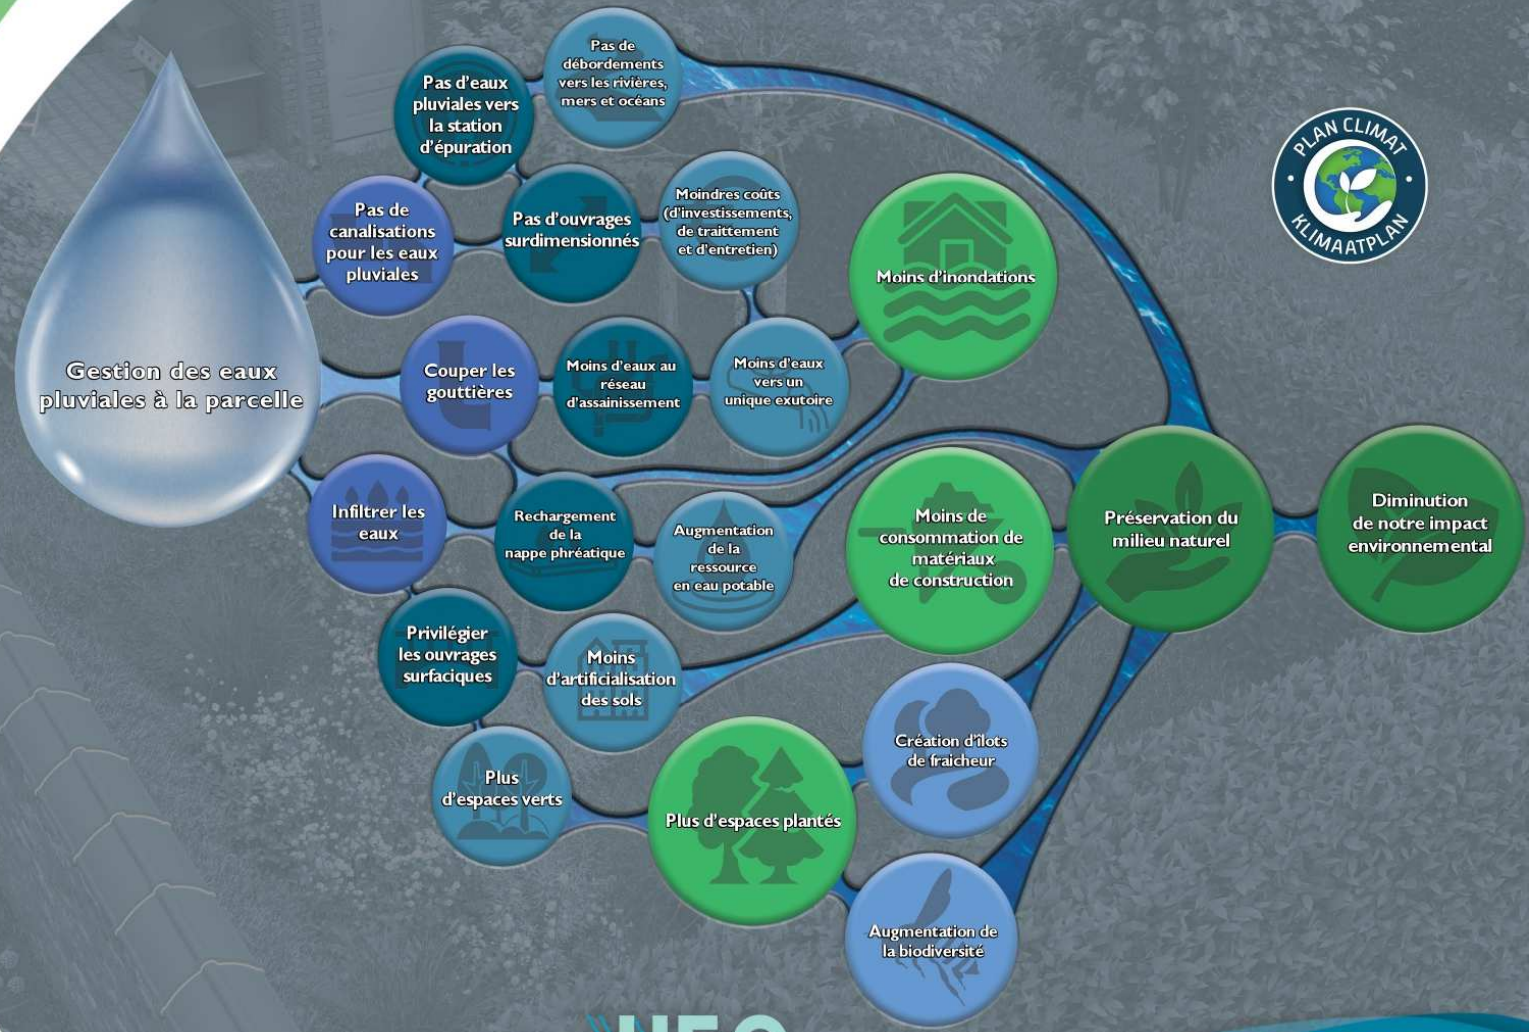 Pas de
débordements
vers les rivières,
mers et océans
Pas d'eaux
pluviales vers
la station
d'épuration
PLAN CLIMAT
KLIMAATPLAN
Pas de
canalisations
pour les eaux
pluviales
Pas d'ouvrages
surdimensionnés
Moindres coûts
(d'investissements,
de traittement
et d'entretien)
Moins d'inondations
Gestion des eaux
pluviales à la parcelle
Couper les
gouttières
Moins d'eaux au
réseau
d'assainissement
Moins d'eaux
vers un
unique exutoire
Infiltrer les
eaux
Rechargement
de la
nappe phréatique
Augmentation
de la
ressource
en eau potable
Moins de
consommation de
matériaux
de construction
Préservation du
milieu naturel
Diminution
de notre impact
environnemental
Privilégier
les ouvrages
surfaciques
Moins
d'artificialisation
des sols
Plus
d'espaces verts
Plus d'espaces plantés
Création d'îlots
de fraicheur
Augmentation de
la biodiversité